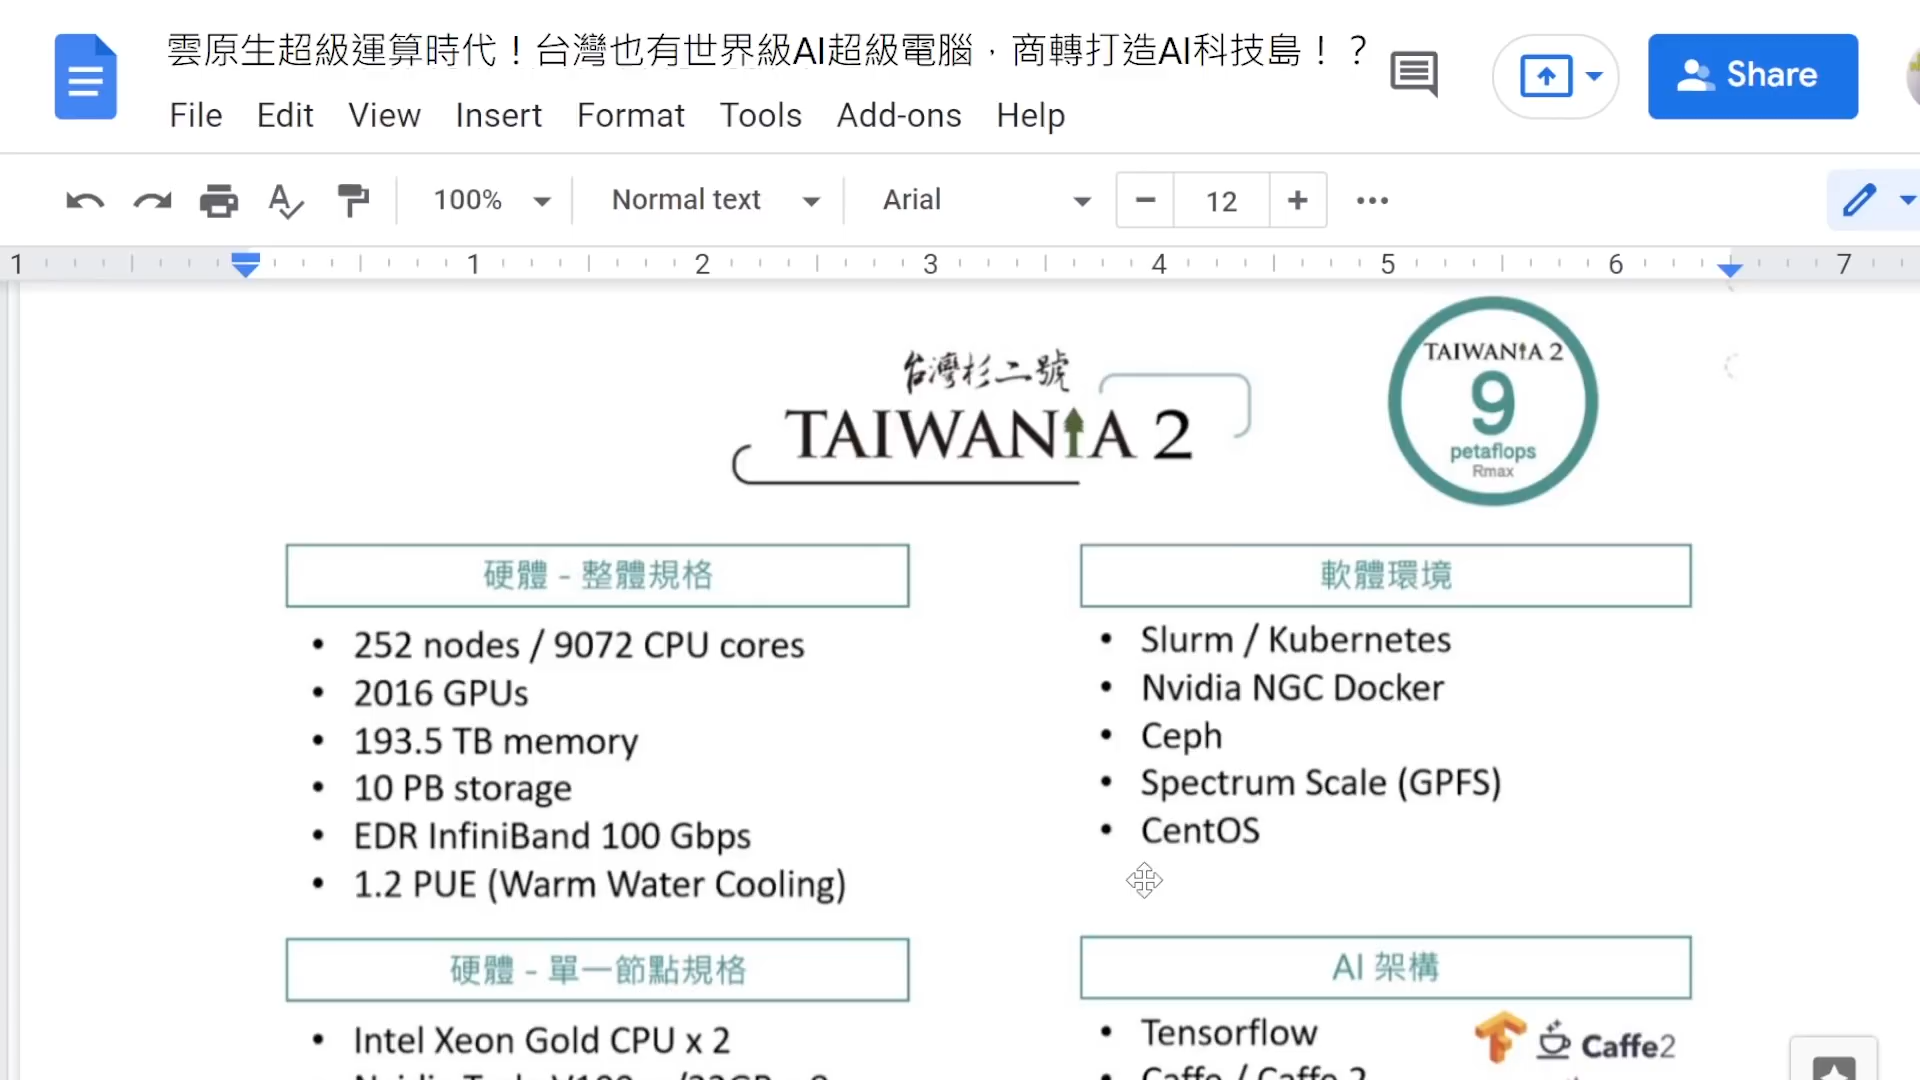 雲原生超級運算時代！台灣也有世界級AI超級電腦，商轉打造AI科技島！？
File Edit View Insert Format Tools Add-ons Help
Share
100% Normal text Arial 12
1 1 2 3 4 5 6 7
台灣杉二號
TAIWANIA 2
TAIWANIA 2
9
petaflops
Rmax
硬體 - 整體規格
252 nodes / 9072 CPU cores
2016 GPUs
193.5 TB memory
10 PB storage
EDR InfiniBand 100 Gbps
1.2 PUE (Warm Water Cooling)
軟體環境
Slurm / Kubernetes
Nvidia NGC Docker
Ceph
Spectrum Scale (GPFS)
CentOS
硬體 - 單一節點規格
Intel Xeon Gold CPU x 2
AI 架構
Tensorflow
Caffe / Caffe 2
Caffe2